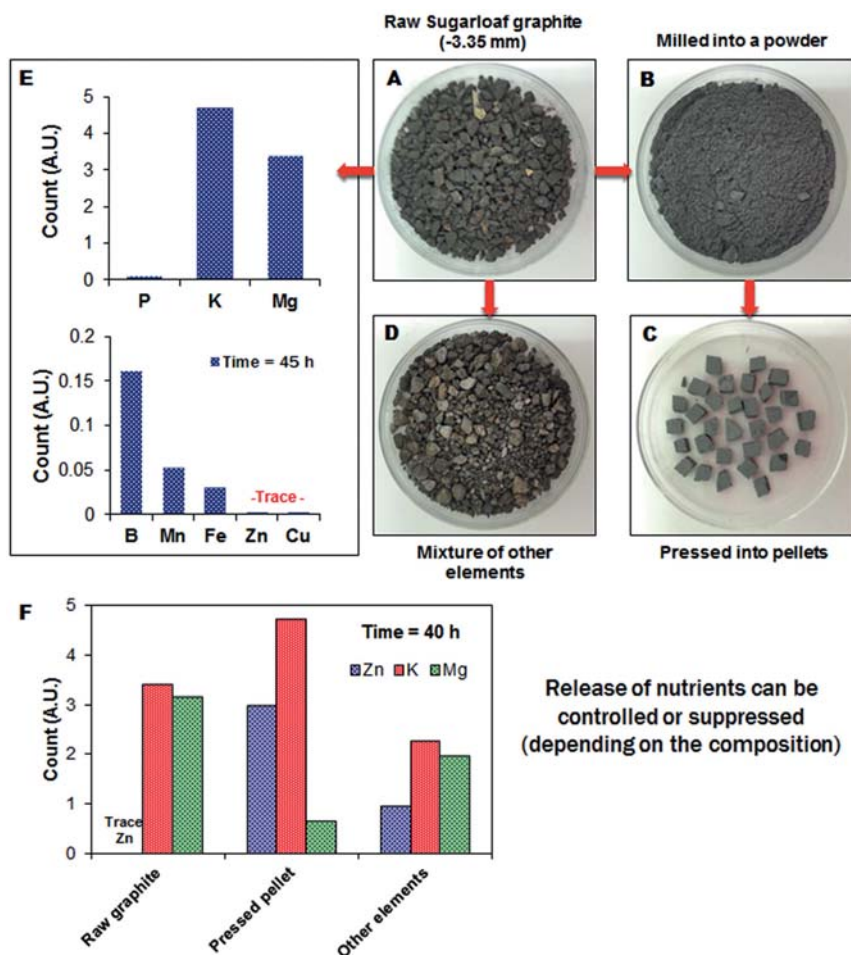 Raw Sugarloaf graphite
(-3.35 mm)
Milled into a powder
E
A
B
Count (A.U.)
5
4
3
2
1
0
P K Mg
D
C
Count (A.U.)
0.2
0.15
0.1
0.05
0
Time = 45 h
-Trace -
B Mn Fe Zn Cu
Mixture of other
elements
Pressed into pellets
F
Count (A.U.)
5
4
3
2
1
0
Time = 40 h
Zn K Mg
Trace
Zn
Raw graphite
Pressed pellet
Other elements
Release of nutrients can be
controlled or suppressed
(depending on the composition)